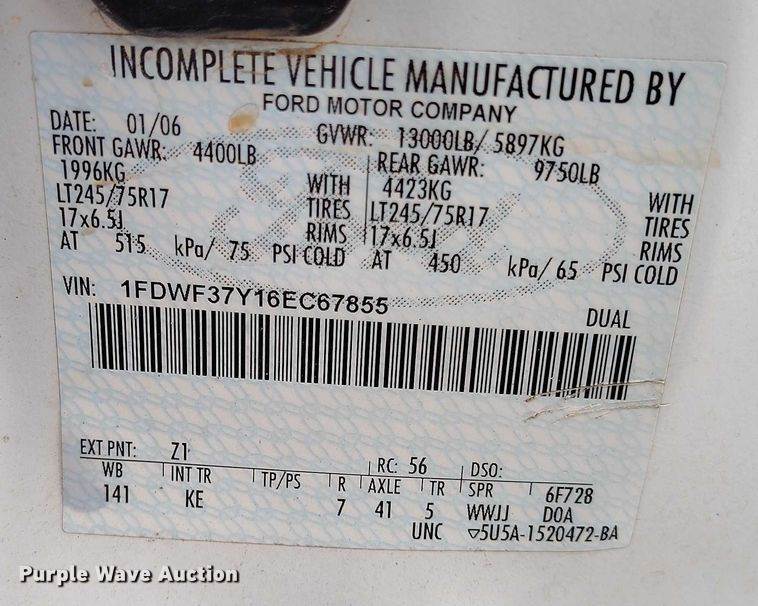 INCOMPLETE VEHICLE MANUFACTURED BY
FORD MOTOR COMPANY
DATE: 01/06 GVWR: 13000LB/ 5897KG
FRONT GAWR: 4400LB REAR GAWR: 9750LB
1996KG WITH 4423KG WITH
LT245/75R17 TIRES LT245/75R17 TIRES
17x6.5J RIMS 17x6.5J RIMS
AT 515 kPa/ 75 PSI COLD AT 450 kPa/ 65 PSI COLD
VIN: 1FDWF37Y16EC67855
DUAL
EXT PNT: Z1 RC: 56 DSO:
WB INT TR TP/PS R AXLE TR SPR 6F728
141 KE 7 41 5 WWJJ DOA
UNC ▽5U5A-1520472-BA
Purple Wave Auction